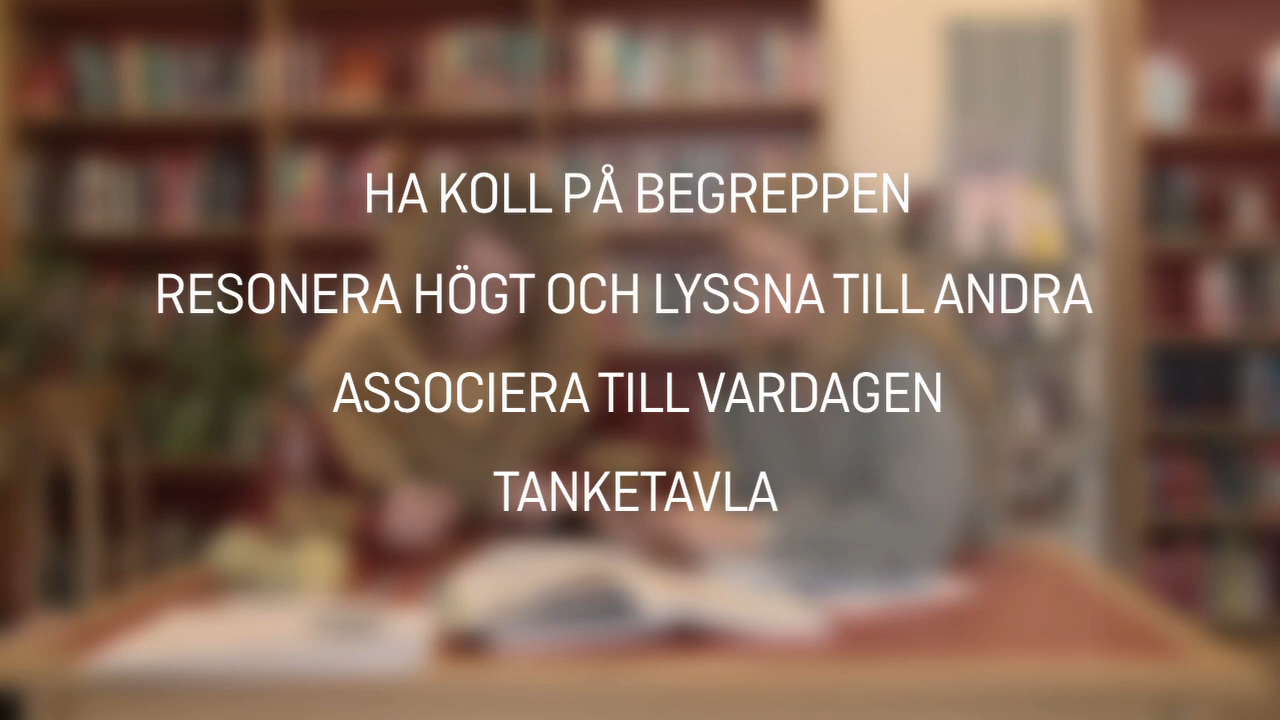 HA KOLL PÅ BEGREPPEN
RESONERA HÖGT OCH LYSSNA TILL ANDRA
ASSOCIERA TILL VARDAGEN
TANKETAVLA